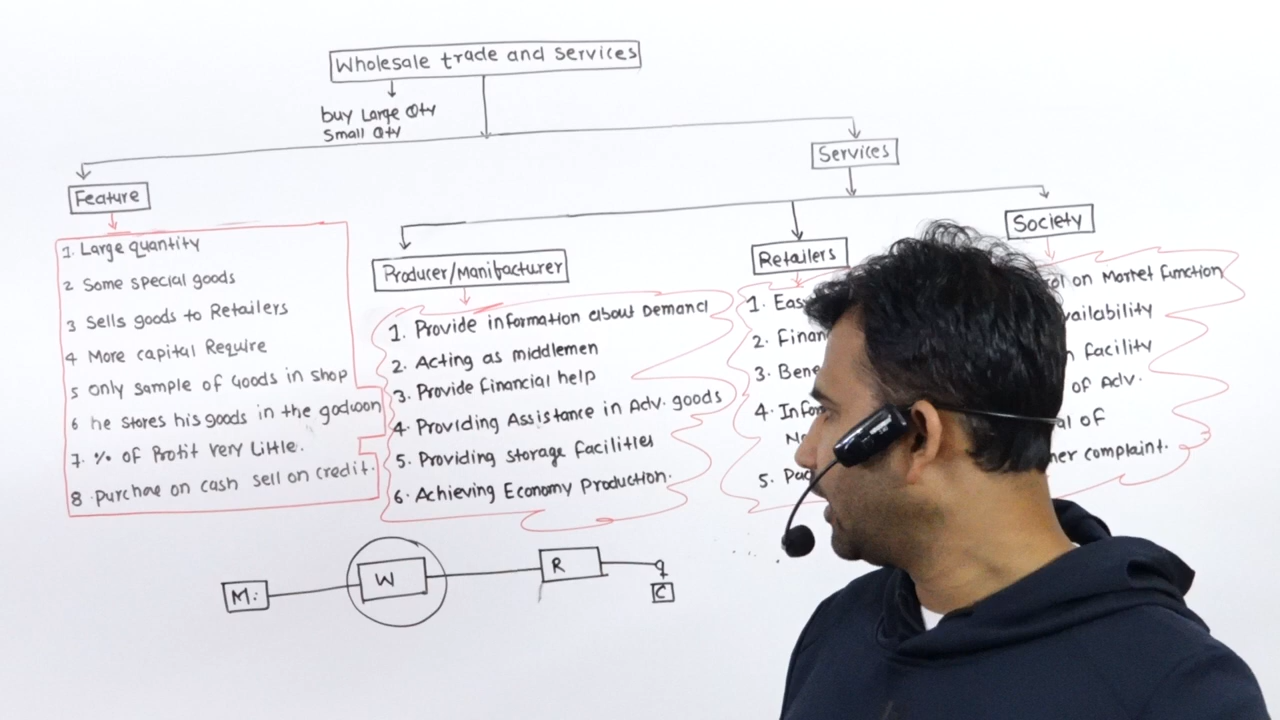 Wholesale trade and services
buy Large Qty
Small Qty
Services
Feature
1. Large quantity
2 Some special goods
3 Sells goods to Retailers
4 More capital Require
5 only sample of Goods in shop
6 he stores his goods in the godwon
7. % of Profit very Little.
8 . purchae on cash sell on credit.
Producer/Manifacturer
1. Provide information about Demand
2. Acting as middlemen
3. Provide Financial help
4. Providing Assistance in Adv. goods
5. Providing storage facilities
6. Achieving Economy Production.
Retailers
1. Eas
2. Finan
3. Bene
4. Infor
5. Pac
Society
on Market function
vailability
facility
of Adv.
al of
her complaint.
M.:
W
R
C